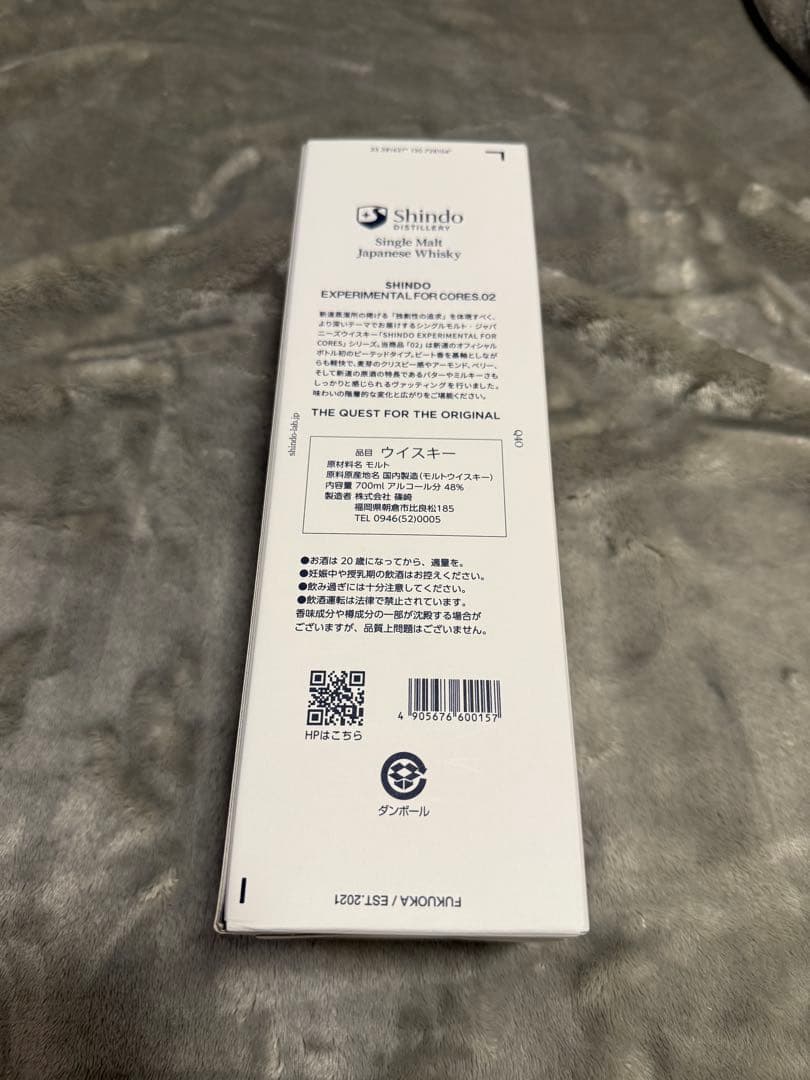 Shindo
DISTILLERY
Single Malt
Japanese Whisky
SHINDO
EXPERIMENTAL FOR CORES.02
新道蒸溜所の掲げる「独創性の追求」を体現すべく、
より深いテーマでお届けするシングルモルト・ジャパ
ニーズウイスキー「SHINDO EXPERIMENTAL FOR
CORES」シリーズ。当商品「02」は新道のオフィシャル
ボトル初のピーテッドタイプ。ピート香を基軸としなが
らも軽快で、麦芽のクリスピー感やアーモンド、ベリー、
そして新道の原酒の特長であるバターやミルキーさも
しっかりと感じられるヴァッティングを行いました。
味わいの階層的な変化と広がりをご堪能ください。
THE QUEST FOR THE ORIGINAL
shindo-lab.jp
Q4O
品目 ウイスキー
原材料名 モルト
原料原産地名 国内製造(モルトウイスキー)
内容量 700ml アルコール分 48%
製造者 株式会社 篠崎
福岡県朝倉市比良松185
TEL 0946(52)0005
●お酒は 20 歳になってから、適量を。
●妊娠中や授乳期の飲酒はお控えください。
●飲み過ぎには十分注意してください。
●飲酒運転は法律で禁止されています。
香味成分や樽成分の一部が沈殿する場合が
ございますが、品質上問題はございません。
HPはこちら
4 905676 600157
ダンボール
FUKUOKA / EST.2021